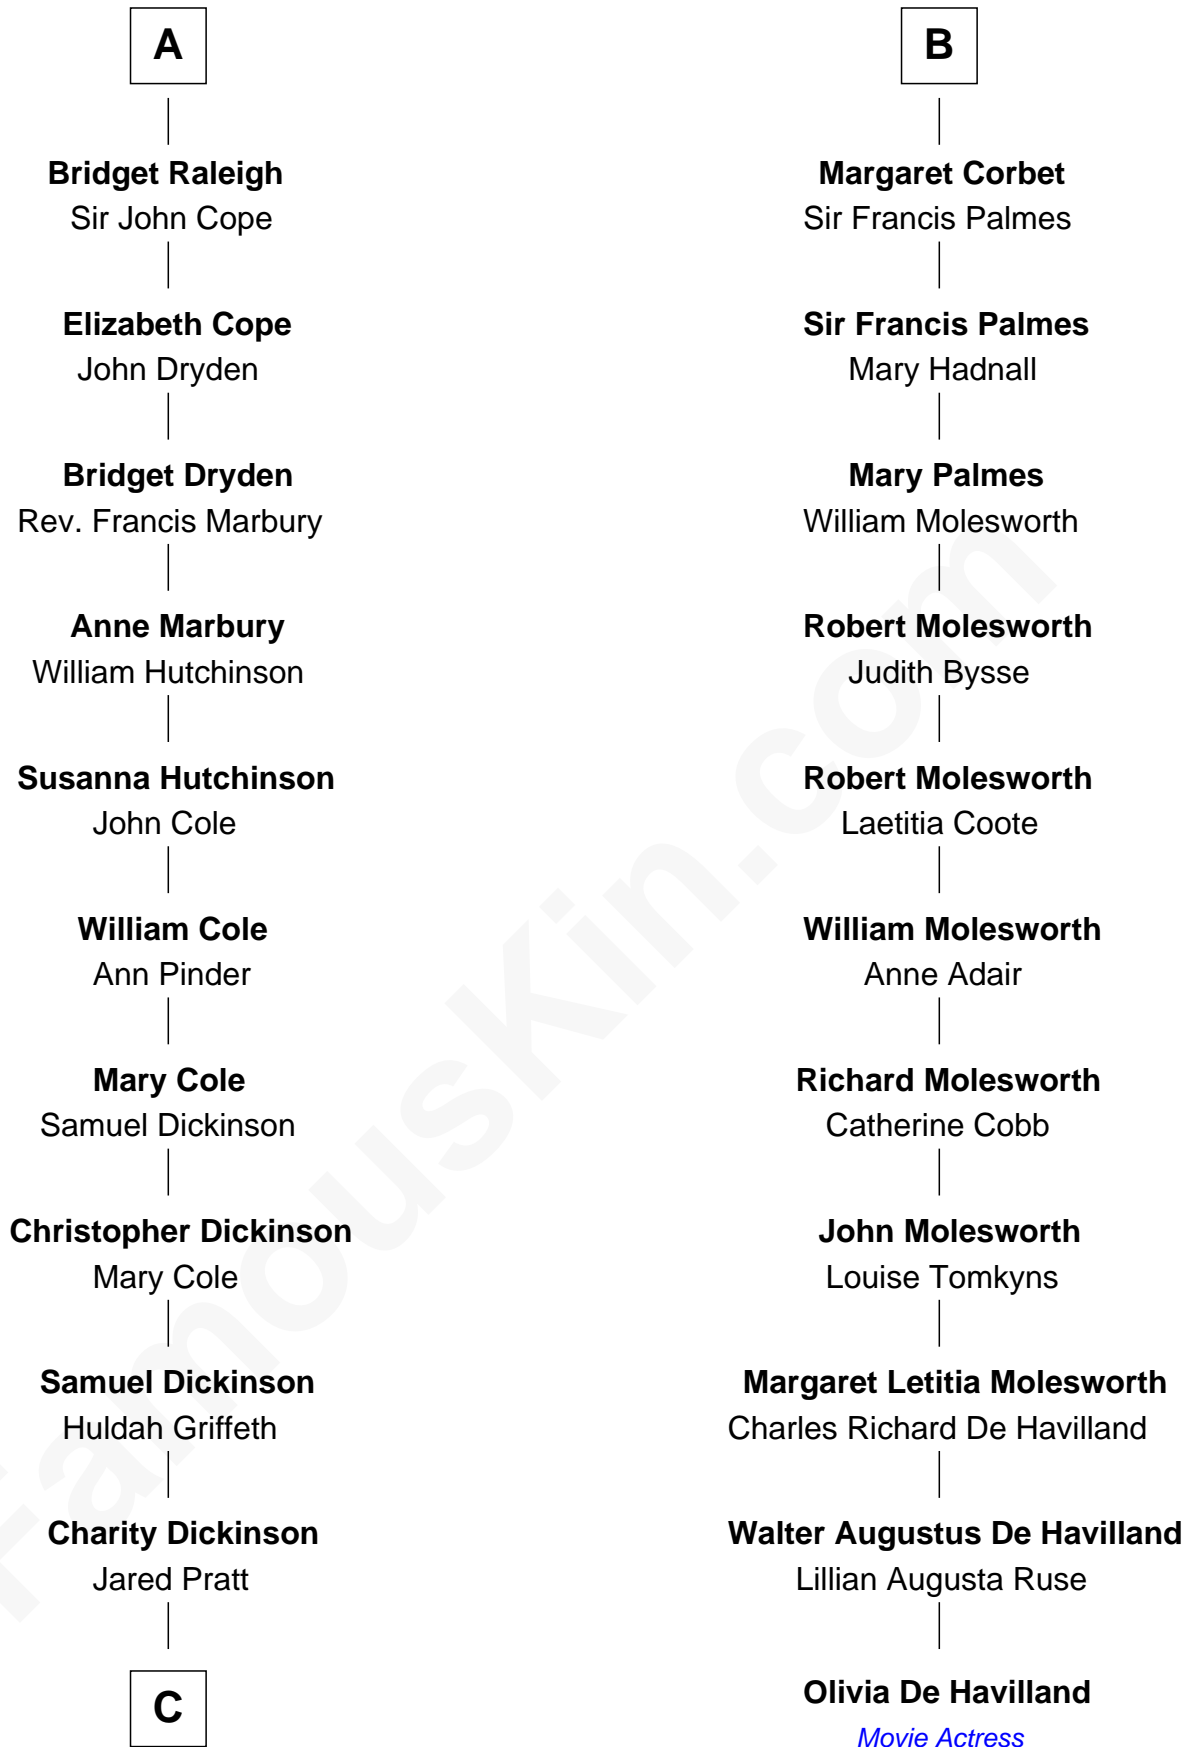 A
Bridget Raleigh
Sir John Cope
Elizabeth Cope
John Dryden
Bridget Dryden
Rev. Francis Marbury
Anne Marbury
William Hutchinson
Susanna Hutchinson
John Cole
William Cole
Ann Pinder
Mary Cole
Samuel Dickinson
Christopher Dickinson
Mary Cole
Samuel Dickinson
Huldah Griffeth
Charity Dickinson
Jared Pratt
C
B
Margaret Corbet
Sir Francis Palmes
Sir Francis Palmes
Mary Hadnall
Mary Palmes
William Molesworth
Robert Molesworth
Judith Bysse
Robert Molesworth
Laetitia Coote
William Molesworth
Anne Adair
Richard Molesworth
Catherine Cobb
John Molesworth
Louise Tomkyns
Margaret Letitia Molesworth
Charles Richard De Havilland
Walter Augustus De Havilland
Lillian Augusta Ruse
Olivia De Havilland
Movie Actress
FamousKin.com